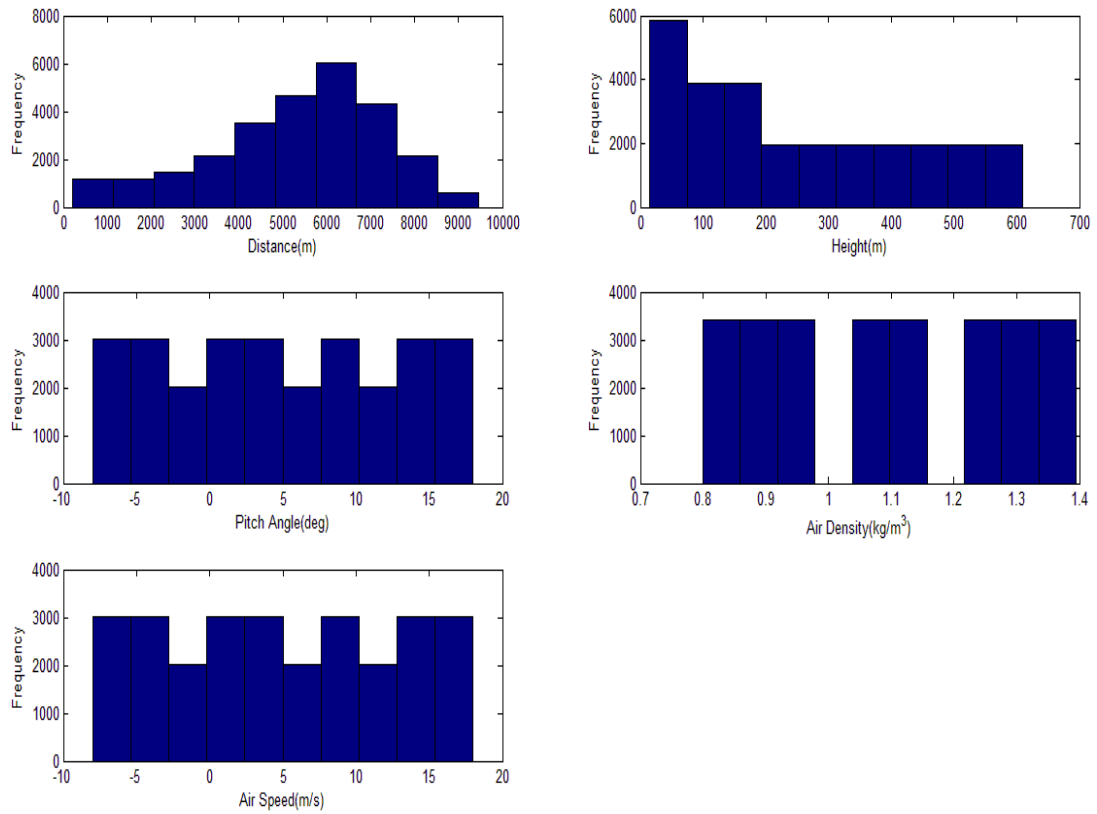 8000
6000
4000
2000
0
Frequency
0 1000 2000 3000 4000 5000 6000 7000 8000 9000 10000
Distance(m)
6000
4000
2000
0
Frequency
0 100 200 300 400 500 600 700
Height(m)
4000
3000
2000
1000
0
Frequency
-10 -5 0 5 10 15 20
Pitch Angle(deg)
4000
3000
2000
1000
0
Frequency
0.7 0.8 0.9 1 1.1 1.2 1.3 1.4
Air Density(kg/m³)
4000
3000
2000
1000
0
Frequency
-10 -5 0 5 10 15 20
Air Speed(m/s)